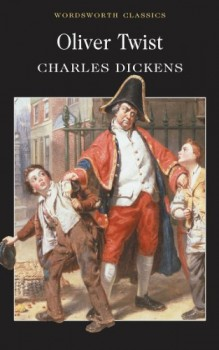 WORDSWORTH CLASSICS
Oliver Twist
CHARLES DICKENS